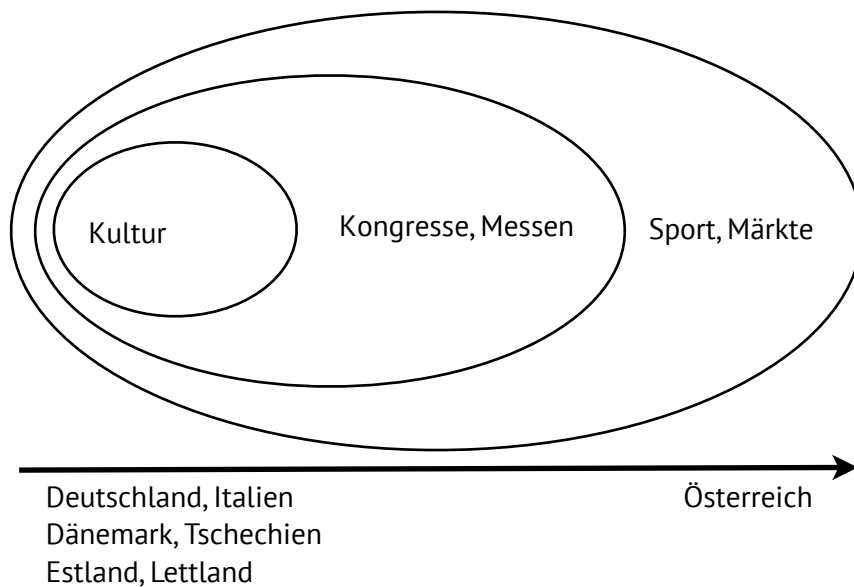 Kultur
Kongresse, Messen
Sport, Märkte
Deutschland, Italien
Dänemark, Tschechien
Estland, Lettland
Österreich